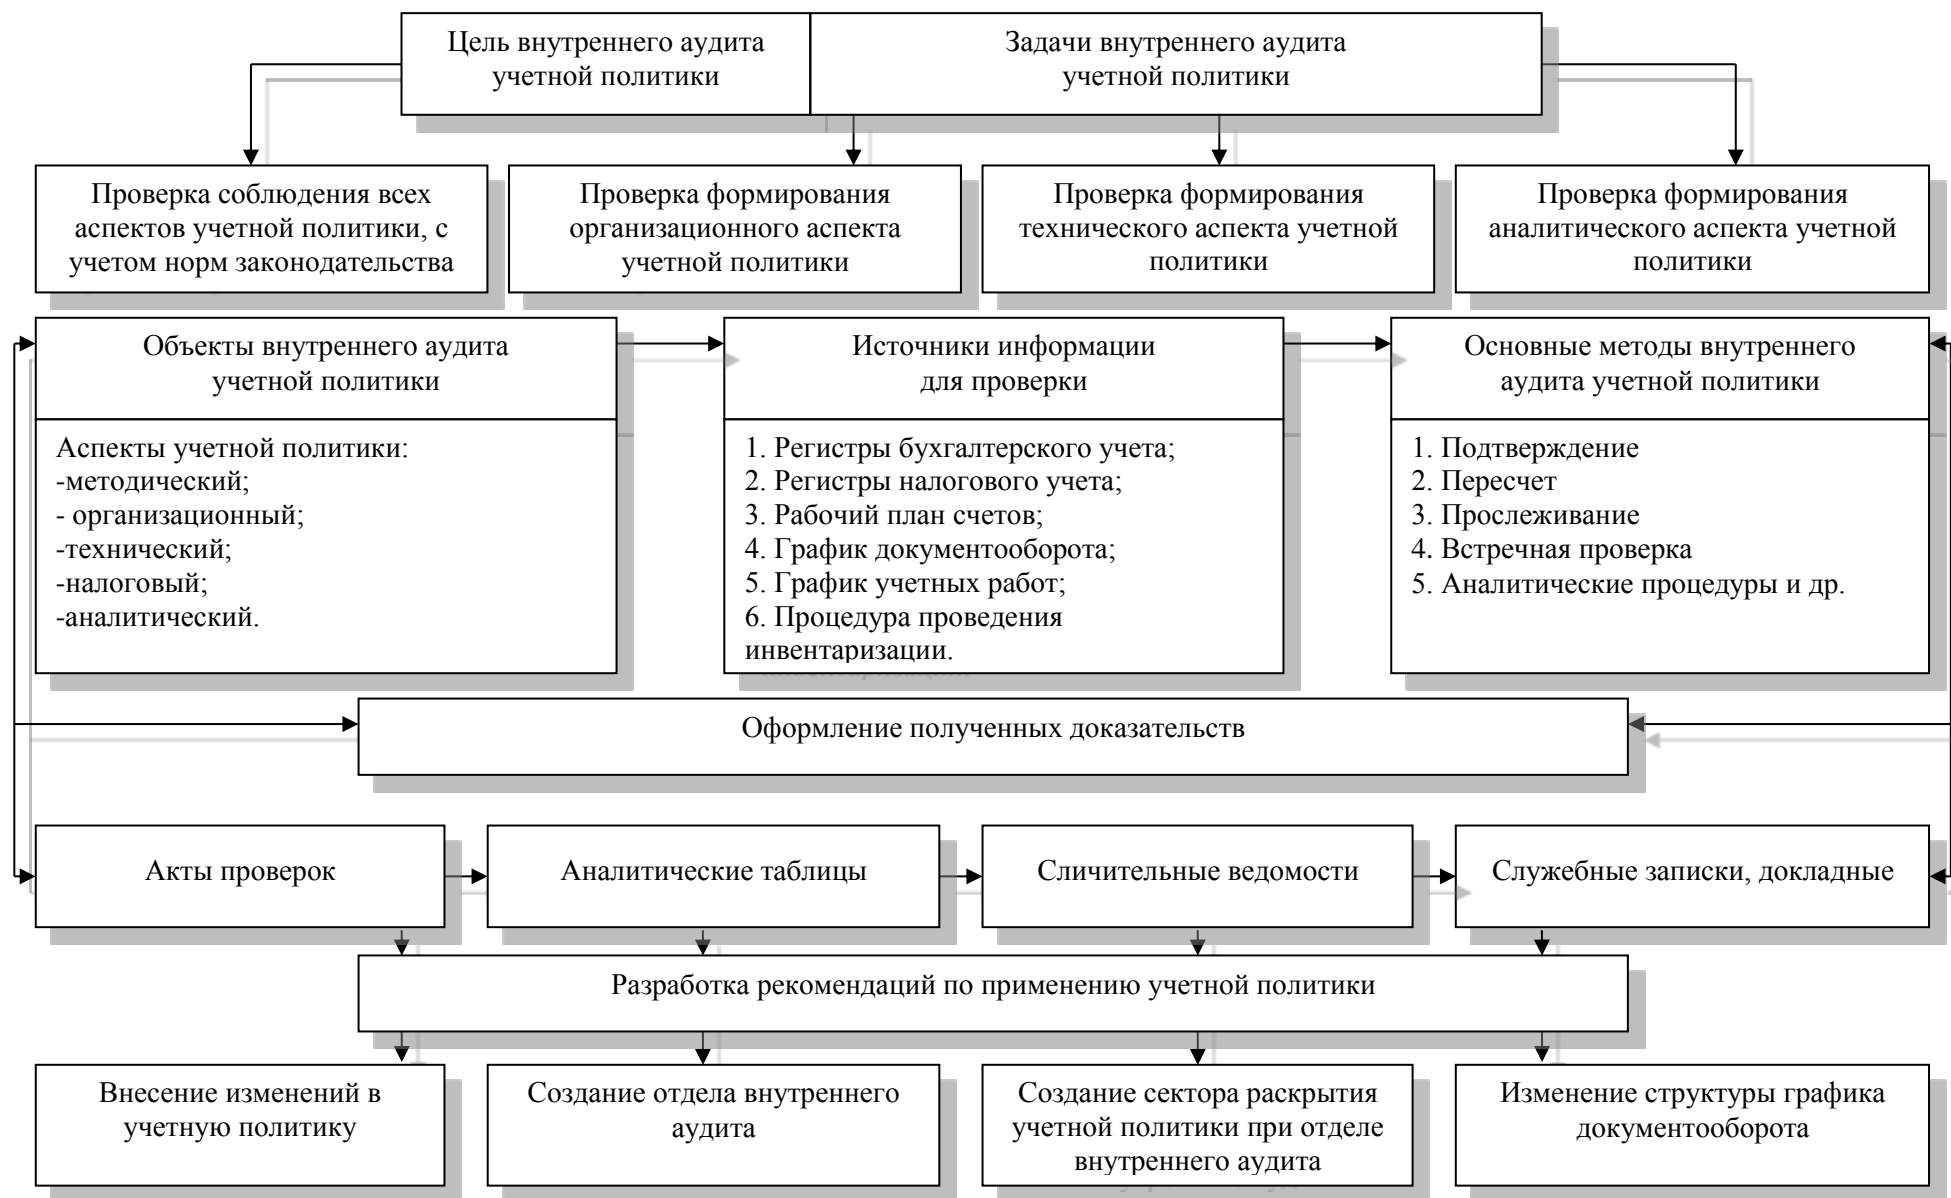 Цель внутреннего аудита
учетной политики
Задачи внутреннего аудита
учетной политики
Проверка соблюдения всех
аспектов учетной политики, с
учетом норм законодательства
Проверка формирования
организационного аспекта
учетной политики
Проверка формирования
технического аспекта учетной
политики
Проверка формирования
аналитического аспекта учетной
политики
Объекты внутреннего аудита
учетной политики
Аспекты учетной политики:
-методический;
- организационный;
-технический;
-налоговый;
-аналитический.
Источники информации
для проверки
1. Регистры бухгалтерского учета;
2. Регистры налогового учета;
3. Рабочий план счетов;
4. График документооборота;
5. График учетных работ;
6. Процедура проведения
инвентаризации.
Основные методы внутреннего
аудита учетной политики
1. Подтверждение
2. Пересчет
3. Прослеживание
4. Встречная проверка
5. Аналитические процедуры и др.
Оформление полученных доказательств
Акты проверок
Аналитические таблицы
Сличительные ведомости
Служебные записки, докладные
Разработка рекомендаций по применению учетной политики
Внесение изменений в
учетную политику
Создание отдела внутреннего
аудита
Создание сектора раскрытия
учетной политики при отделе
внутреннего аудита
Изменение структуры графика
документооборота